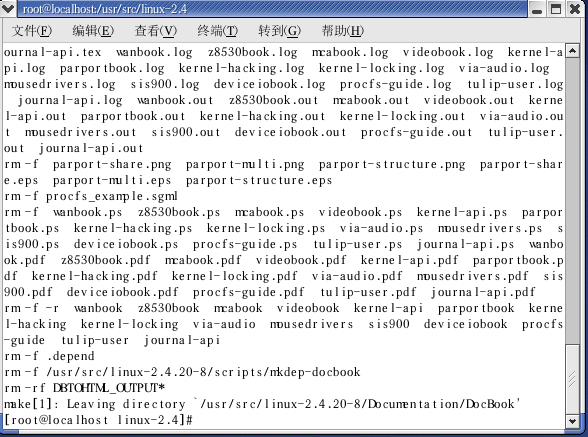 root@localhost:/usr/src/linux-2.4
文件(F) 编辑(E) 查看(V) 终端(T) 转到(G) 帮助(H)
ournal-api.tex wanbook.log z8530book.log mcabook.log videobook.log kernel-a
pi.log parportbook.log kernel-hacking.log kernel-locking.log via-audio.log
mousedrivers.log sis900.log deviceiobook.log procfs-guide.log tulip-user.log
journal-api.log wanbook.out z8530book.out mcabook.out videobook.out kerne
l-api.out parportbook.out kernel-hacking.out kernel-locking.out via-audio.ou
t mousedrivers.out sis900.out deviceiobook.out procfs-guide.out tulip-user.
out journal-api.out
rm -f parport-share.png parport-multi.png parport-structure.png parport-shar
e.eps parport-multi.eps parport-structure.eps
rm -f procfs_example.sgml
rm -f wanbook.ps z8530book.ps mcabook.ps videobook.ps kernel-api.ps parpor
tbook.ps kernel-hacking.ps kernel-locking.ps via-audio.ps mousedrivers.ps s
is900.ps deviceiobook.ps procfs-guide.ps tulip-user.ps journal-api.ps wanbo
ok.pdf z8530book.pdf mcabook.pdf videobook.pdf kernel-api.pdf parportbook.p
df kernel-hacking.pdf kernel-locking.pdf via-audio.pdf mousedrivers.pdf sis
900.pdf deviceiobook.pdf procfs-guide.pdf tulip-user.pdf journal-api.pdf
rm -f -r wanbook z8530book mcabook videobook kernel-api parportbook kerne
l-hacking kernel-locking via-audio mousedrivers sis900 deviceiobook procfs
-guide tulip-user journal-api
rm -f .depend
rm -f /usr/src/linux-2.4.20-8/scripts/mkdep-docbook
rm -rf DBTOHTML_OUTPUT*
make[1]: Leaving directory `/usr/src/linux-2.4.20-8/Documentation/DocBook'
[root@localhost linux-2.4]#